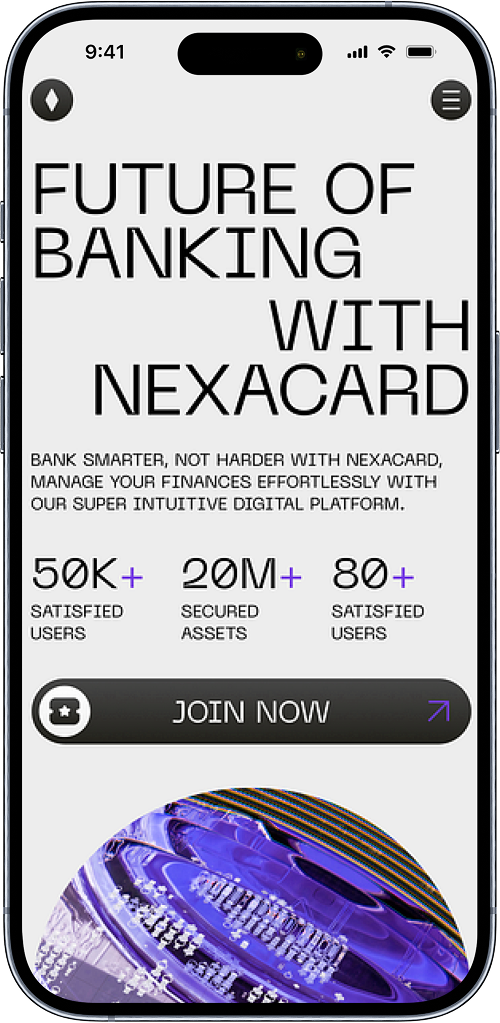 9:41
FUTURE OF
BANKING
WITH
NEXACARD
BANK SMARTER, NOT HARDER WITH NEXACARD,
MANAGE YOUR FINANCES EFFORTLESSLY WITH
OUR SUPER INTUITIVE DIGITAL PLATFORM.
50K+
SATISFIED
USERS
20M+
SECURED
ASSETS
80+
SATISFIED
USERS
JOIN NOW